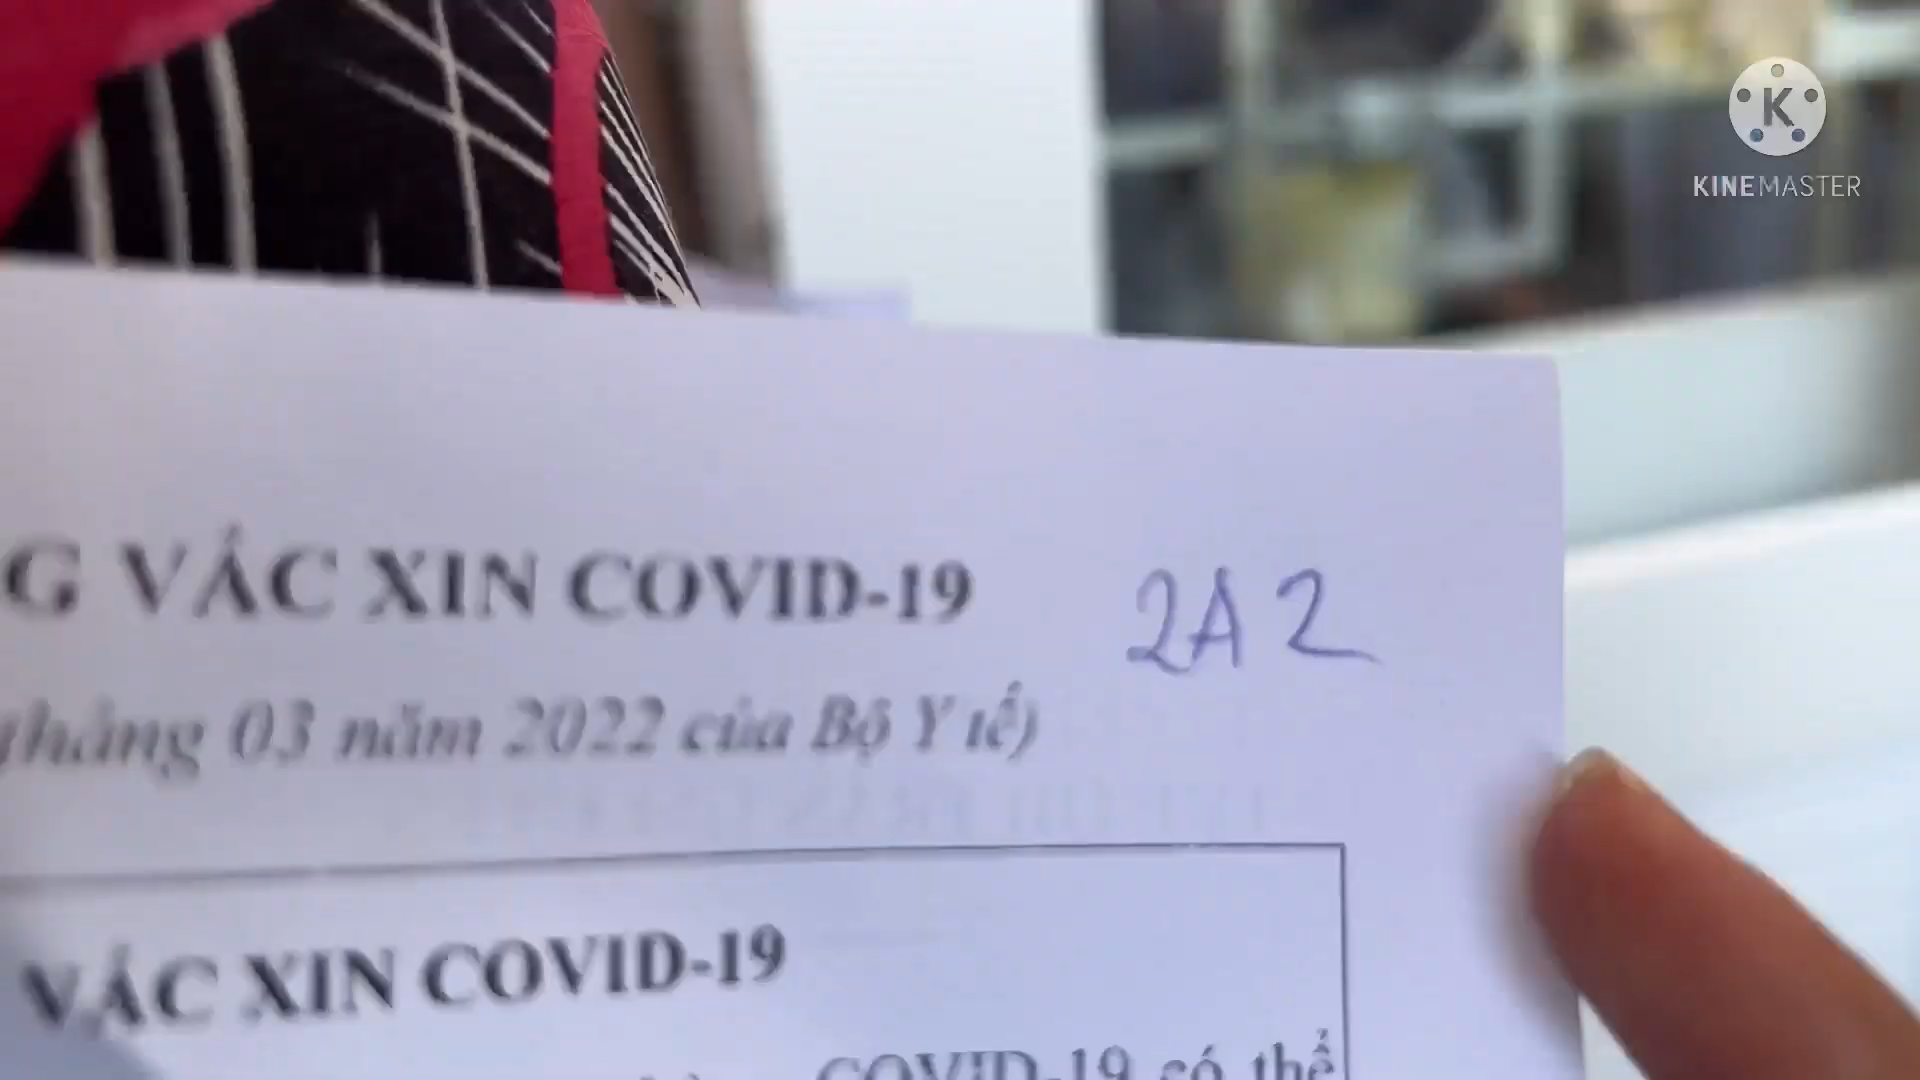 KINEMASTER
G VẮC XIN COVID-19 2A2
tháng 03 năm 2022 của Bộ Y tế)
VẮC XIN COVID-19
COVID-19 có thể